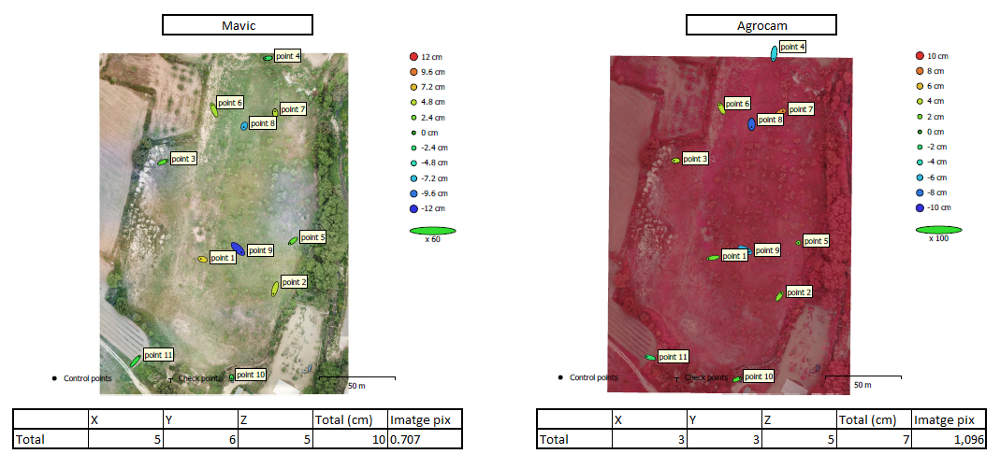 Mavic
Agrocam
point 4
point 6
point 7
point 8
point 3
point 5
point 9
point 1
point 2
point 11
point 10
Control points
Check points
50 m
12 cm
9.6 cm
7.2 cm
4.8 cm
2.4 cm
0 cm
-2.4 cm
-4.8 cm
-7.2 cm
-9.6 cm
-12 cm
x 60
point 4
point 6
point 7
point 8
point 3
point 5
point 9
point 1
point 2
point 11
point 10
Control points
Check points
50 m
10 cm
8 cm
6 cm
4 cm
2 cm
0 cm
-2 cm
-4 cm
-6 cm
-8 cm
-10 cm
x 100
X Y Z Total (cm) Imatge pix
Total 5 6 5 10 0.707
X Y Z Total (cm) Imatge pix
Total 3 3 5 7 1,096